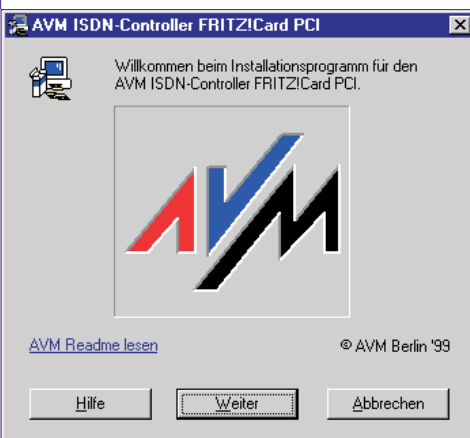 AVM ISDN-Controller FRITZ!Card PCI
Willkommen beim Installationsprogramm für den
AVM ISDN-Controller FRITZ!Card PCI.
AVM
AVM Readme lesen
© AVM Berlin '99
Hilfe
Weiter
Abbrechen